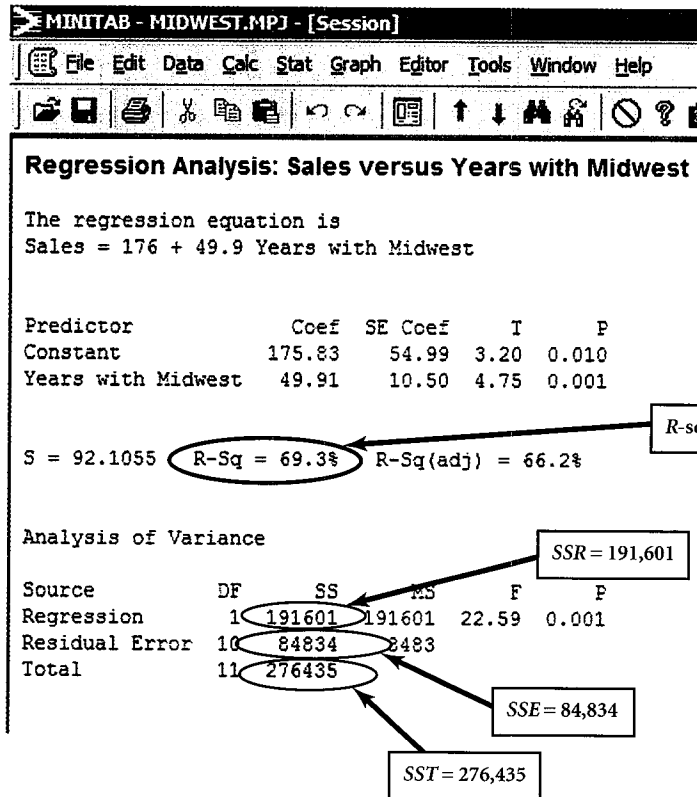 MINITAB - MIDWEST.MPJ - [Session]
File Edit Data Calc Stat Graph Editor Tools Window Help
Regression Analysis: Sales versus Years with Midwest
The regression equation is
Sales = 176 + 49.9 Years with Midwest
Predictor Coef SE Coef T P
Constant 175.83 54.99 3.20 0.010
Years with Midwest 49.91 10.50 4.75 0.001
S = 92.1055 R-Sq = 69.3% R-Sq(adj) = 66.2%
Analysis of Variance
SSR = 191,601
Source DF SS MS F P
Regression 1 191601 191601 22.59 0.001
Residual Error 10 84834 8483
Total 11 276435
SSE = 84,834
SST = 276,435